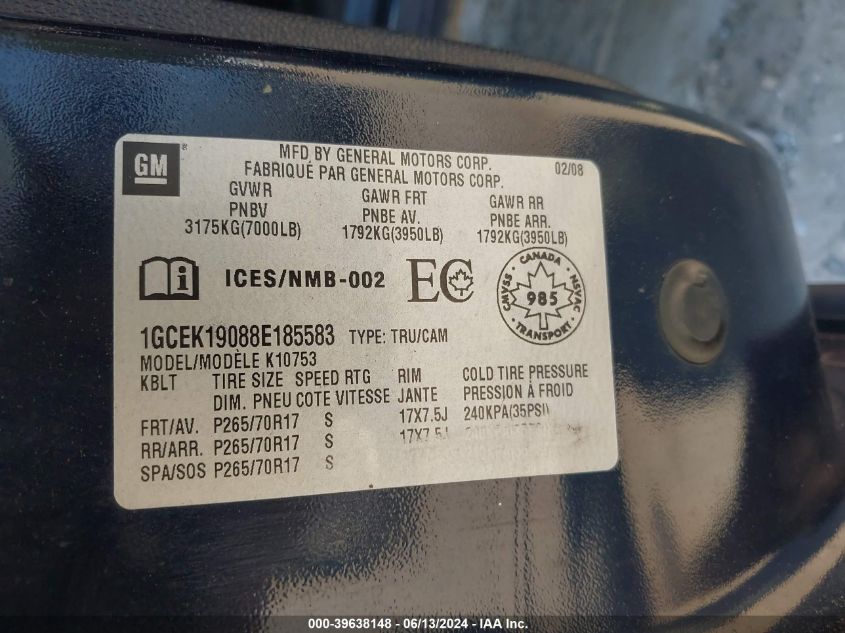 GM
MFD BY GENERAL MOTORS CORP. 02/08
FABRIQUÉ PAR GENERAL MOTORS CORP.
GVWR GAWR FRT GAWR RR
PNBV PNBE AV. PNBE ARR.
3175KG(7000LB) 1792KG(3950LB) 1792KG(3950LB)
i ICES/NMB-002 EC
CANADA
CMVSS 985 NSVAC
TRANSPORT
1GCEK19088E185583 TYPE: TRU/CAM
MODEL/MODÈLE K10753
KBLT TIRE SIZE SPEED RTG RIM COLD TIRE PRESSURE
DIM. PNEU COTE VITESSE JANTE PRESSION À FROID
FRT/AV. P265/70R17 S 17X7.5J 240KPA(35PSI)
RR/ARR. P265/70R17 S 17X7.5J
SPA/SOS P265/70R17 S
000-39638148 - 06/13/2024 - IAA Inc.